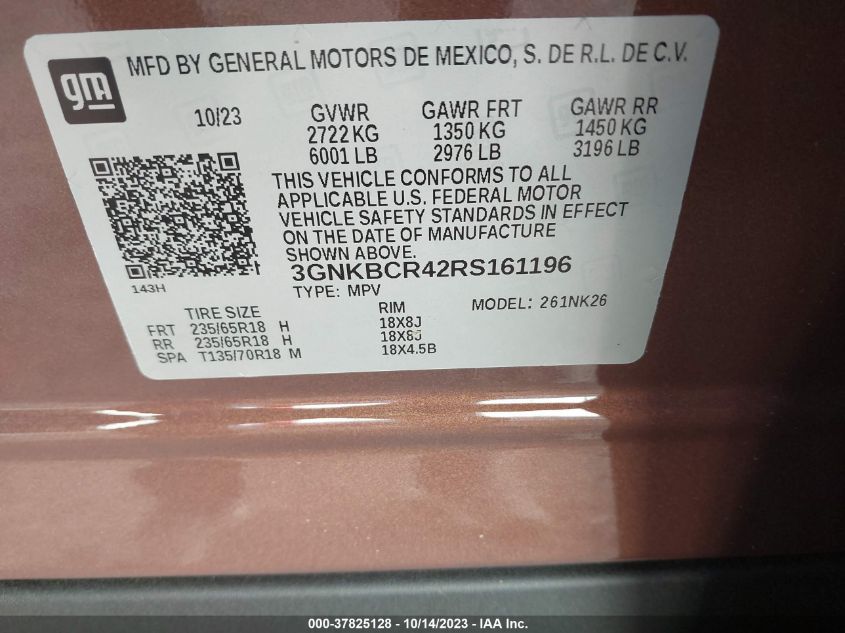 gm
MFD BY GENERAL MOTORS DE MEXICO, S. DE R.L. DE C.V.
10/23 GVWR GAWR FRT GAWR RR
2722 KG 1350 KG 1450 KG
6001 LB 2976 LB 3196 LB
THIS VEHICLE CONFORMS TO ALL
APPLICABLE U.S. FEDERAL MOTOR
VEHICLE SAFETY STANDARDS IN EFFECT
ON THE DATE OF MANUFACTURE
SHOWN ABOVE.
143H
3GNKBCR42RS161196
TYPE: MPV MODEL: 261NK26
TIRE SIZE RIM
FRT 235/65R18 H 18X8J
RR 235/65R18 H 18X8J
SPA T135/70R18 M 18X4.5B
000-37825128 - 10/14/2023 - IAA Inc.